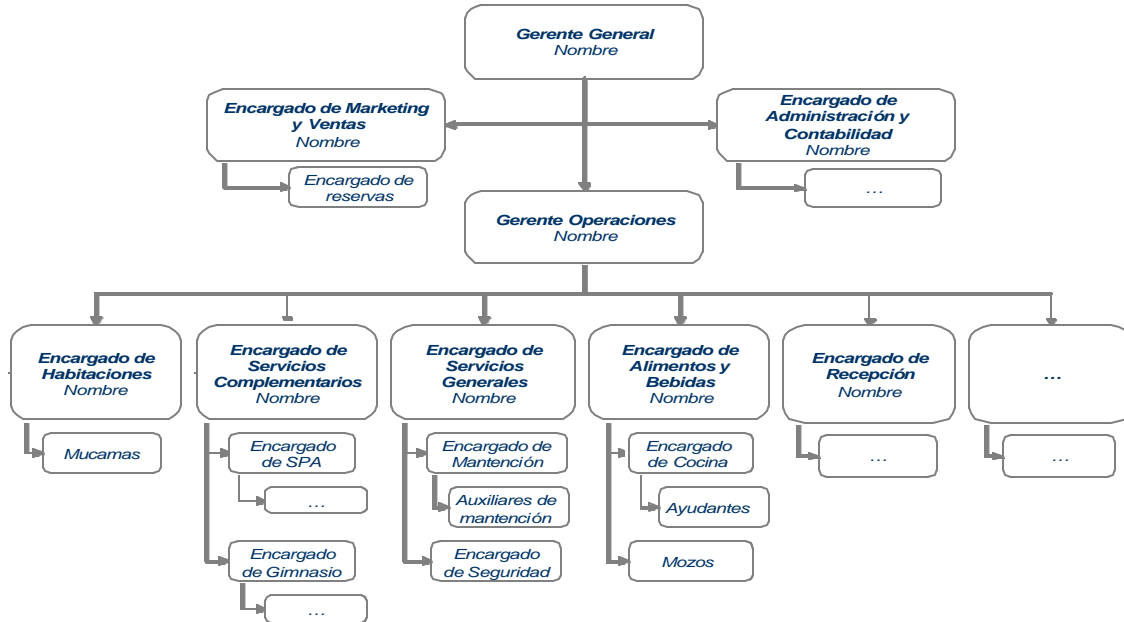 Gerente General
Nombre
Encargado de Marketing
y Ventas
Nombre
Encargado de
Administración y
Contabilidad
Nombre
Encargado de
reservas
...
Gerente Operaciones
Nombre
Encargado de
Habitaciones
Nombre
Encargado de
Servicios
Complementarios
Nombre
Encargado de
Servicios
Generales
Nombre
Encargado de
Alimentos y
Bebidas
Nombre
Encargado de
Recepción
Nombre
...
Mucamas
Encargado
de SPA
...
Encargado
de Gimnasio
...
Encargado de
Mantención
Auxiliares de
mantención
Encargado
de Seguridad
Encargado
de Cocina
Ayudantes
Mozos
...
...